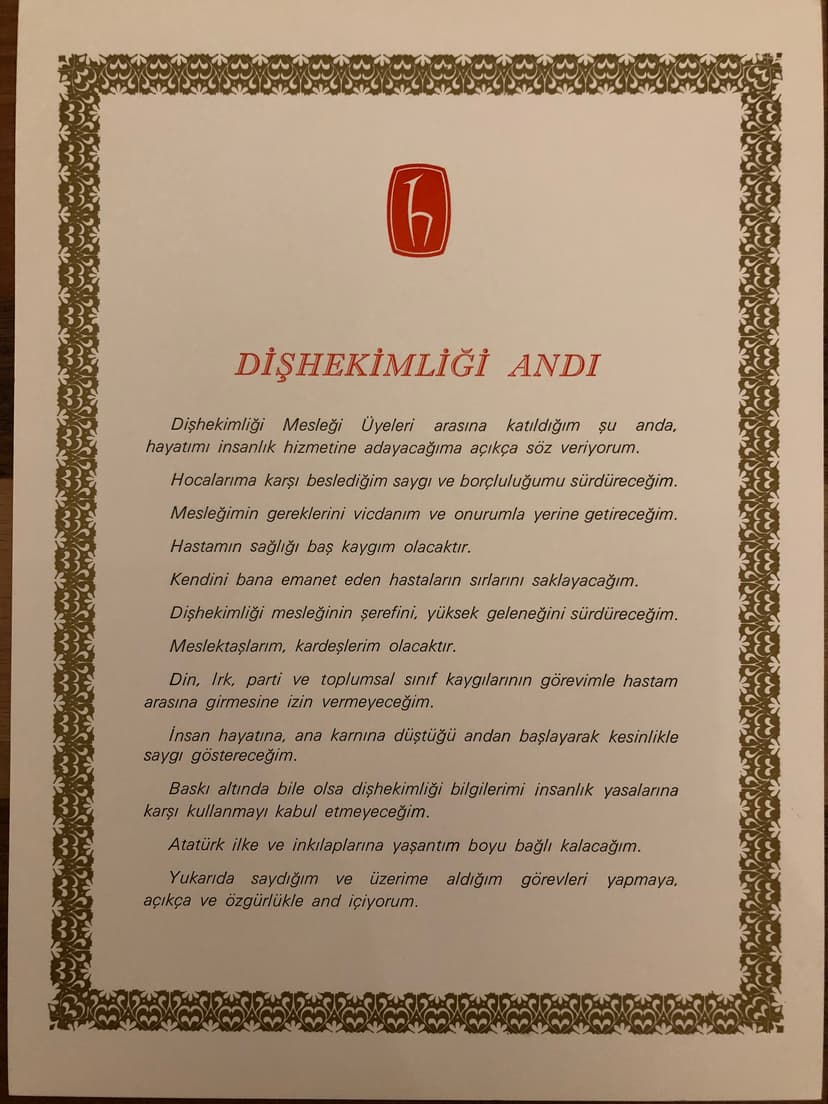 h
DİŞHEKİMLİĞİ ANDI
Dişhekimliği Mesleği Üyeleri arasına katıldığım şu anda,
hayatımı insanlık hizmetine adayacağıma açıkça söz veriyorum.
Hocalarıma karşı beslediğim saygı ve borçluluğumu sürdüreceğim.
Mesleğimin gereklerini vicdanım ve onurumla yerine getireceğim.
Hastamın sağlığı baş kaygım olacaktır.
Kendini bana emanet eden hastaların sırlarını saklayacağım.
Dişhekimliği mesleğinin şerefini, yüksek geleneğini sürdüreceğim.
Meslektaşlarım, kardeşlerim olacaktır.
Din, Irk, parti ve toplumsal sınıf kaygılarının görevimle hastam
arasına girmesine izin vermeyeceğim.
İnsan hayatına, ana karnına düştüğü andan başlayarak kesinlikle
saygı göstereceğim.
Baskı altında bile olsa dişhekimliği bilgilerimi insanlık yasalarına
karşı kullanmayı kabul etmeyeceğim.
Atatürk ilke ve inkılaplarına yaşantım boyu bağlı kalacağım.
Yukarıda saydığım ve üzerime aldığım görevleri yapmaya,
açıkça ve özgürlükle and içiyorum.